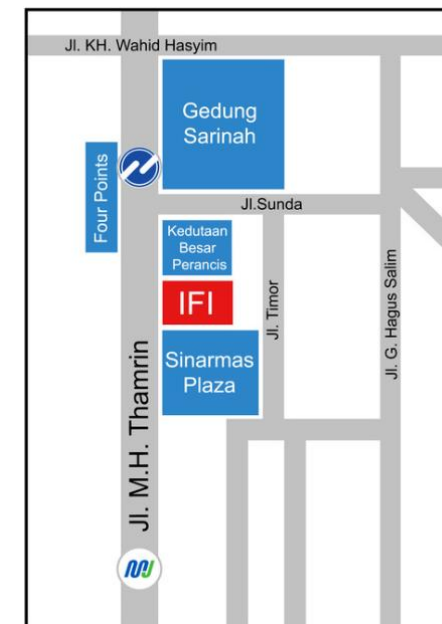 Jl. KH. Wahid Hasyim
Gedung
Sarinah
Four Points
Jl.Sunda
Kedutaan
Besar
Perancis
IFI
Jl. Timor
Jl. G. Hagus Salim
Sinarmas
Plaza
Jl. M.H. Thamrin